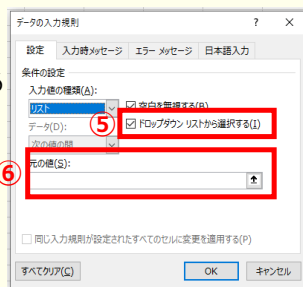 データの入力規則 ? ×
設定 入力時メッセージ エラー メッセージ 日本語入力
条件の設定
入力値の種類(A):
リスト
☑ 空白を無視する(B)
データ(D):
⑤
☑ ドロップダウン リストから選択する(I)
次の値の間
⑥
元の値(S):
同じ入力規則が設定されたすべてのセルに変更を適用する(P)
すべてクリア(C) OK キャンセル